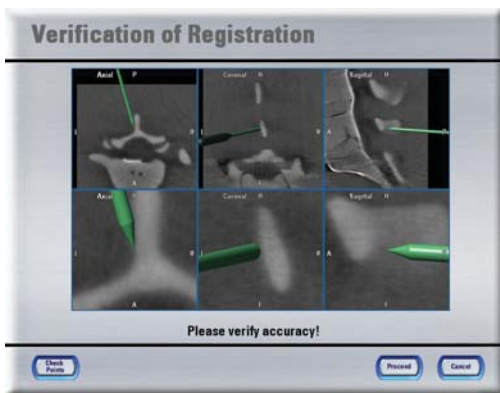 Verification of Registration
Axial P
Coronal H
Sagittal H
A
A
Axial
Coronal H
Sagittal H
A
A
I
I
Please verify accuracy!
Check
Points
Proceed
Cancel